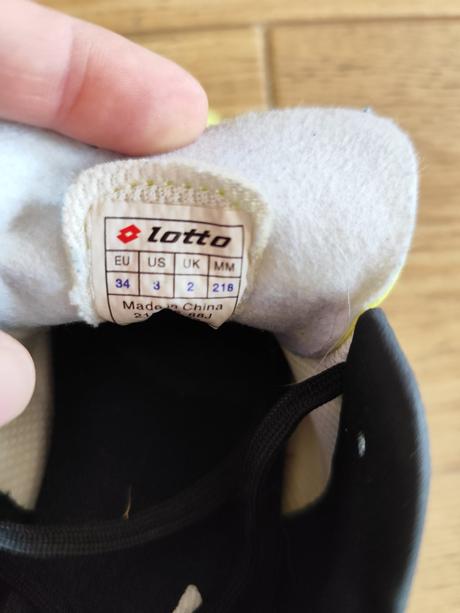 lotto
EU US UK MM
34 3 2 218
Made in China